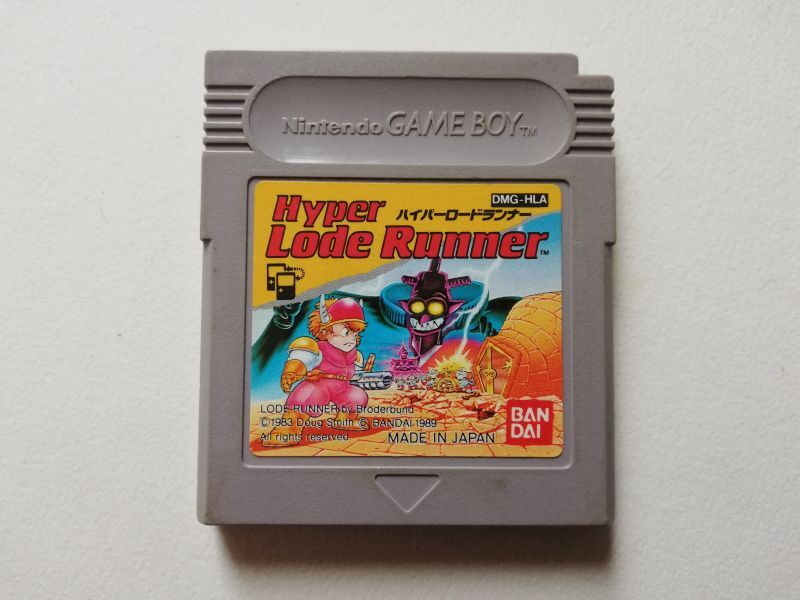 Nintendo GAME BOY™
DMG-HLA
Hyper ハイパーロードランナー
Lode Runner™
LODE RUNNER by Broderbund
©1983 Doug Smith © BANDAI 1989
All rights reserved.
MADE IN JAPAN
BAN
DAI